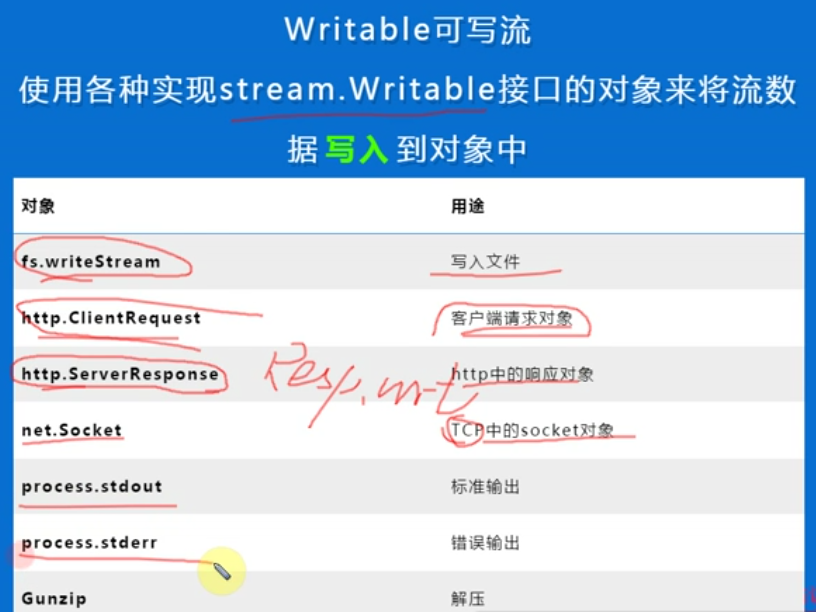 Writable可写流
使用各种实现stream.Writable接口的对象来将流数
据 写入 到对象中
对象 用途
fs.writeStream 写入文件
http.ClientRequest 客户端请求对象
http.ServerResponse http中的响应对象
net.Socket TCP中的socket对象
process.stdout 标准输出
process.stderr 错误输出
Gunzip 解压